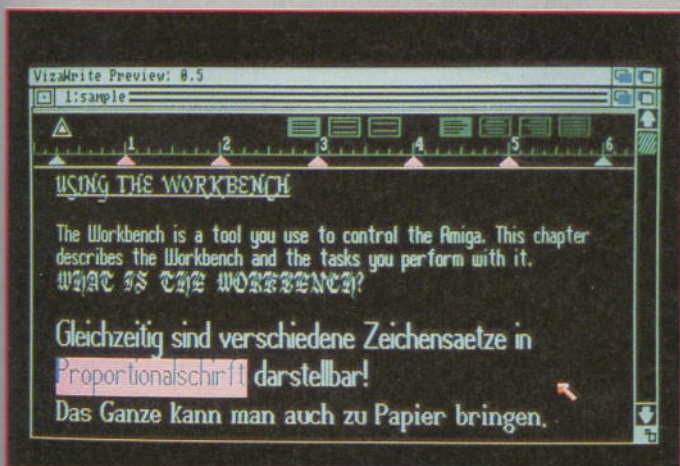 VizaWrite Preview: 0.5
1:sample
1 2 3 4 5 6
USING THE WORKBENCH
The Workbench is a tool you use to control the Amiga. This chapter
describes the Workbench and the tasks you perform with it.
WHAT IS THE WORKBENCH?
Gleichzeitig sind verschiedene Zeichensaetze in
Proportionalschirft darstellbar!
Das Ganze kann man auch zu Papier bringen.